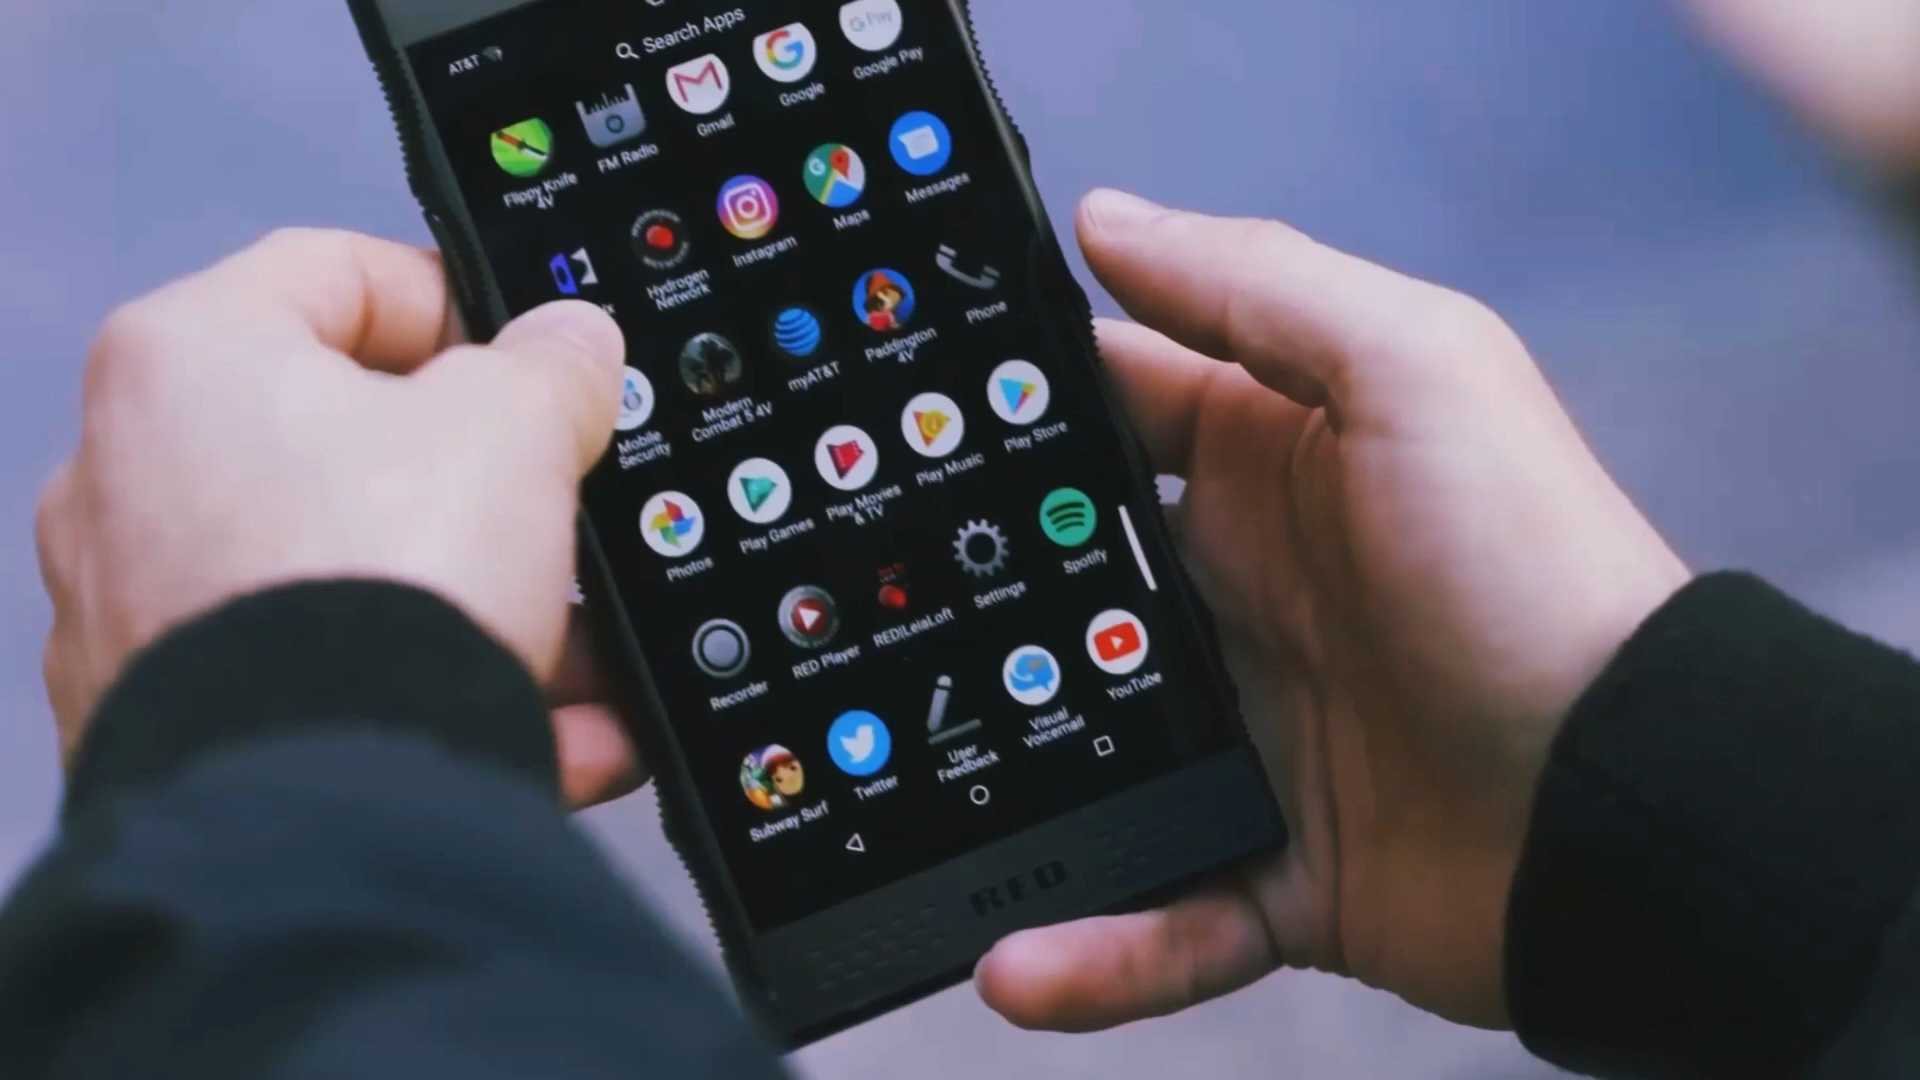 AT&T
Search Apps
G Pay
Flippy Knife
4V
FM Radio
Gmail
Google
Google Pay
Hydrogen
Network
Instagram
Maps
Messages
Mobile
Security
Modern
Combat 5 4V
myAT&T
Paddington
4V
Phone
Photos
Play Games
Play Movies
& TV
Play Music
Play Store
Recorder
RED Player
RED|LeiaLoft
Settings
Spotify
Subway Surf
Twitter
User
Feedback
Visual
Voicemail
YouTube
RED